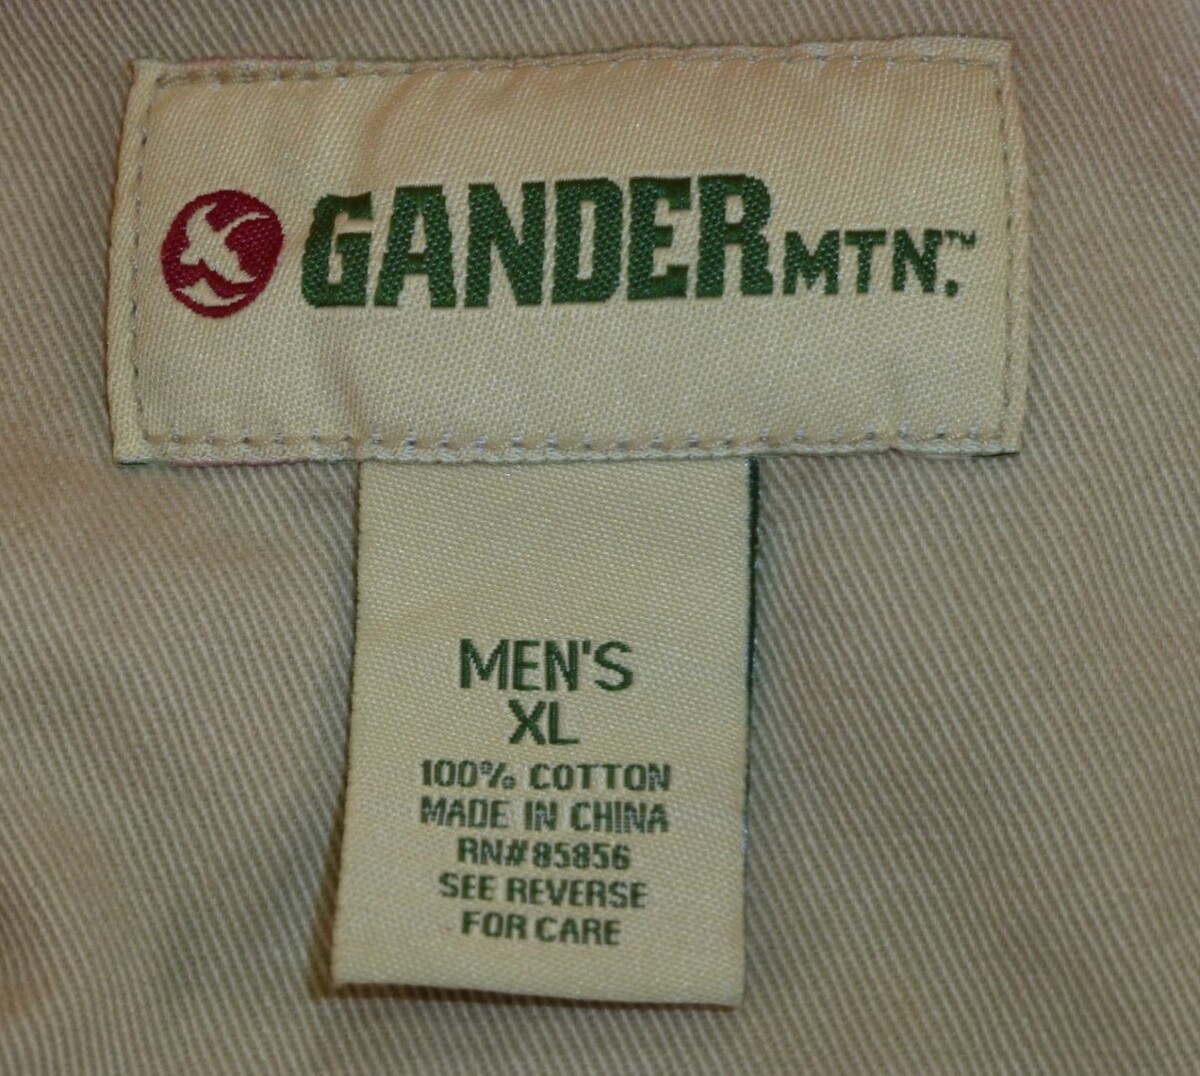 GANDER MTN.™
MEN'S
XL
100% COTTON
MADE IN CHINA
RN#85856
SEE REVERSE
FOR CARE